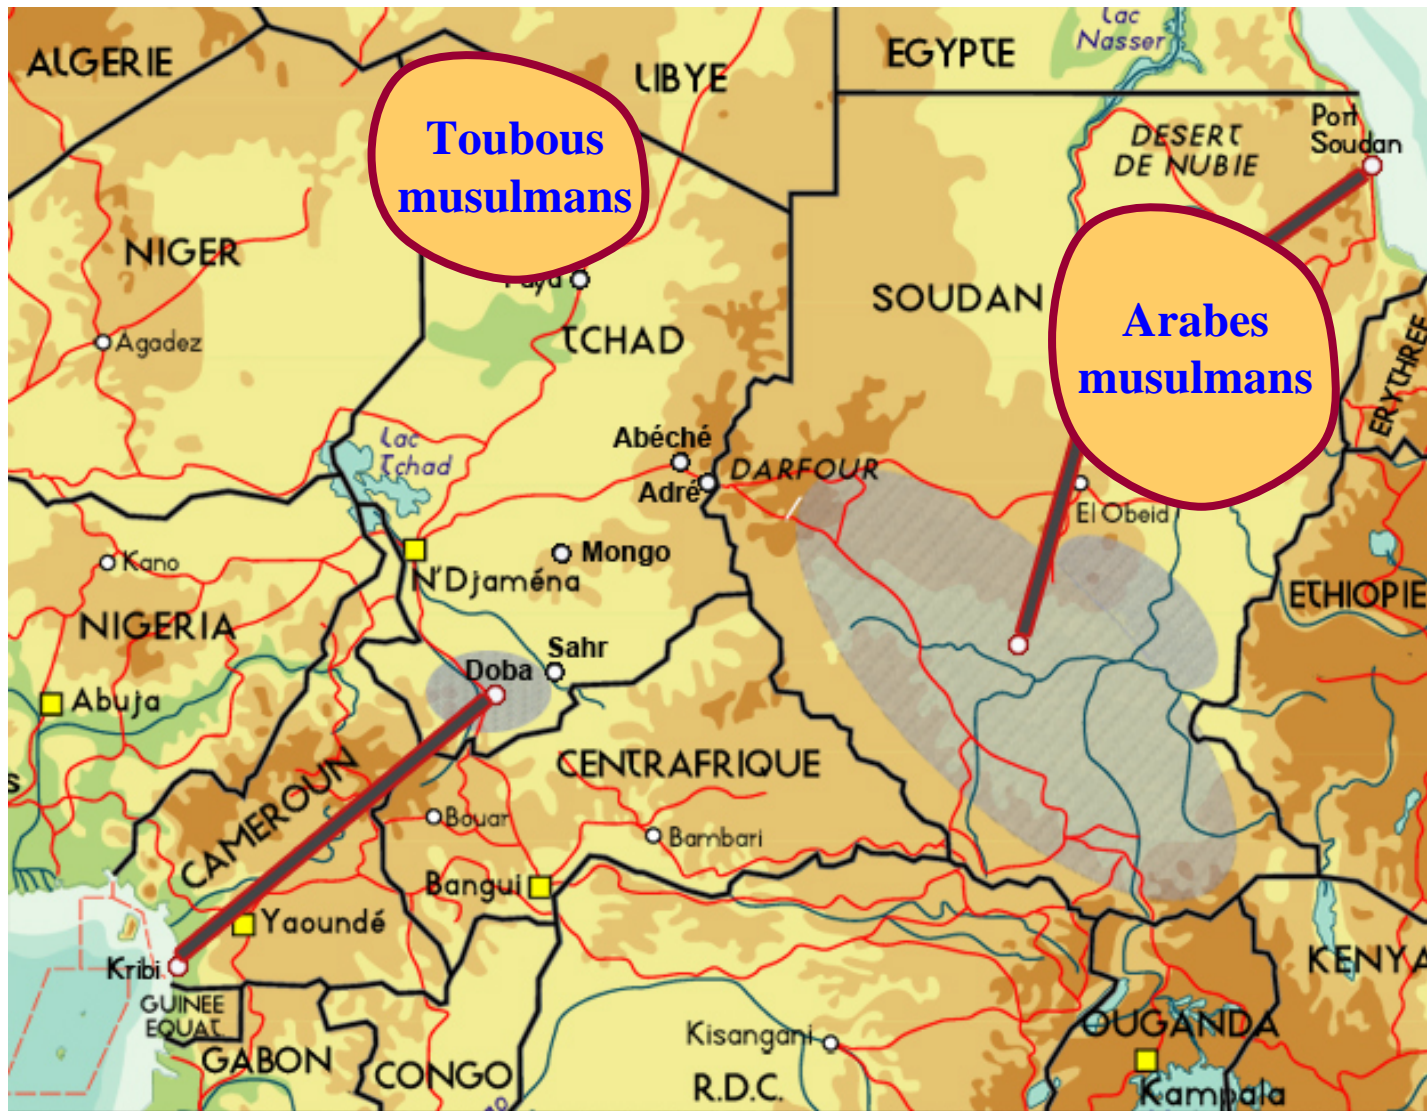 ALGERIE
LIBYE
EGYPTE
Lac
Nasser
Toubous
musulmans
Port
Soudan
DESERT
DE NUBIE
NIGER
Faya
SOUDAN
Arabes
musulmans
Agadez
TCHAD
ERYTHREE
Lac
Tchad
Abéché
DARFOUR
Adré
El Obeid
Kano
Mongo
N'Djaména
ETHIOPIE
NIGERIA
Sahr
Doba
Abuja
CENTRAFRIQUE
CAMEROUN
Bouar
Bambari
Bangui
Yaoundé
Kribi
KENYA
GUINEE
EQUAT.
OUGANDA
Kisangani
GABON
CONGO
R.D.C.
Kampala